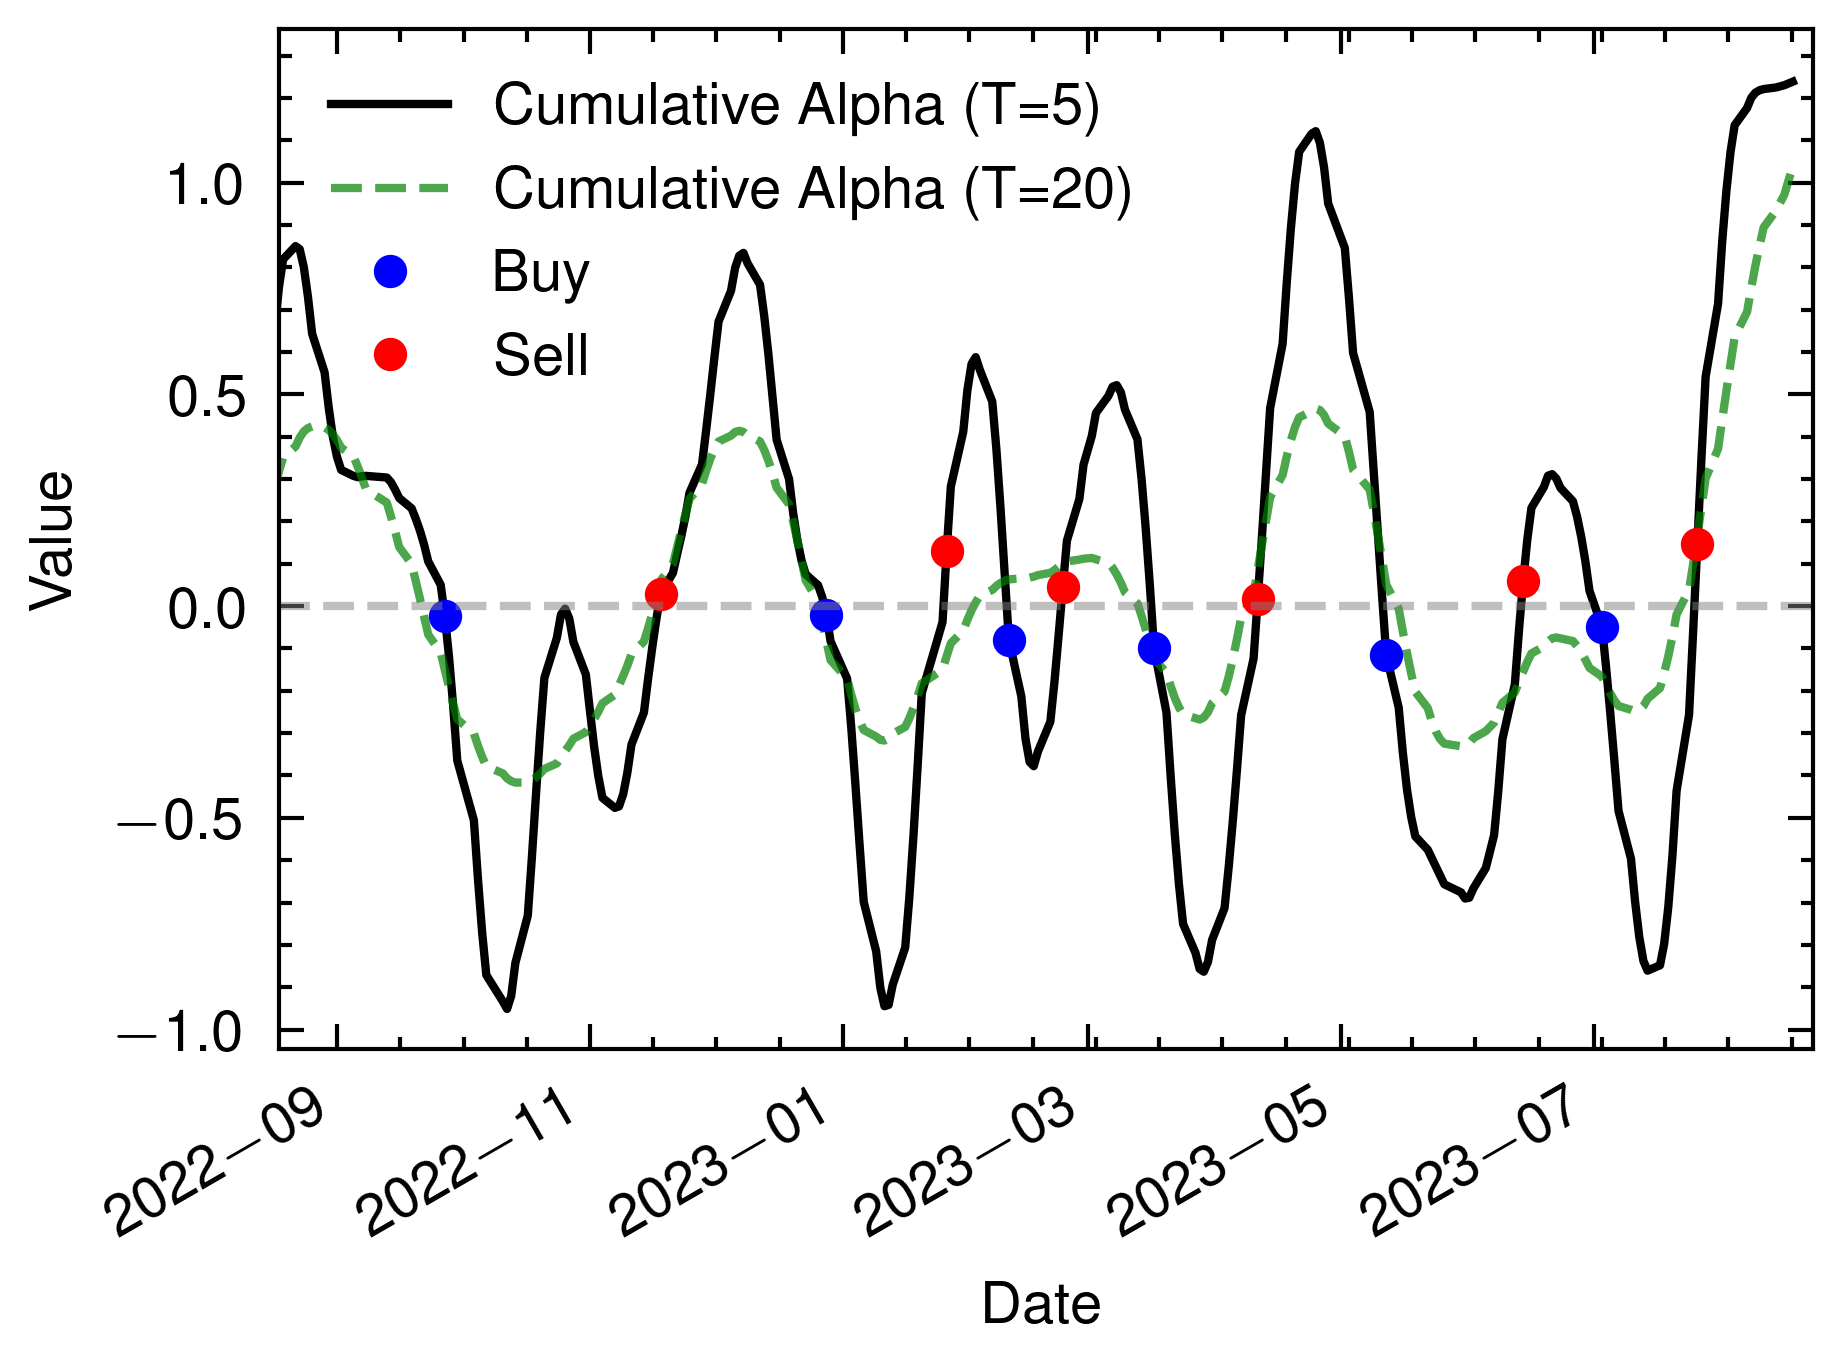 Cumulative Alpha (T=5)
Cumulative Alpha (T=20)
Buy
Sell
Value
1.0
0.5
0.0
−0.5
−1.0
2022−09
2022−11
2023−01
2023−03
2023−05
2023−07
Date